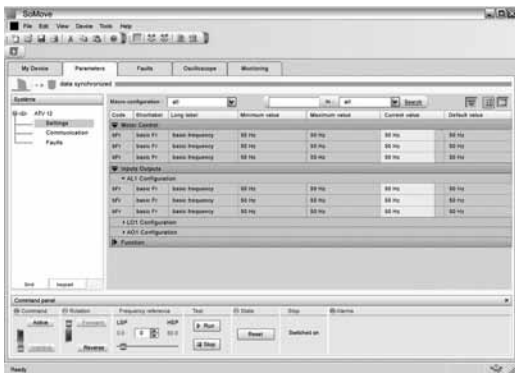 SoMove
File Edit View Device Tools Help
My Device Parameters Faults Oscilloscope Monitoring
data synchronized
Systems
ATV 12
Settings
Communication
Faults
Macro configuration : all in : all Search
Code Shortlabel Long label Minimum value Maximum value Current value Default value
Motor Control
bFr basic Fr basic frequency 50 Hz 50 Hz 50 Hz 50 Hz
bFr basic Fr basic frequency 50 Hz 50 Hz 50 Hz 50 Hz
bFr basic Fr basic frequency 50 Hz 50 Hz 50 Hz 50 Hz
Inputs Outputs
AL1 Configuration
bFr basic Fr basic frequency 50 Hz 50 Hz 50 Hz 50 Hz
bFr basic Fr basic frequency 50 Hz 50 Hz 50 Hz 50 Hz
bFr basic Fr basic frequency 50 Hz 50 Hz 50 Hz 50 Hz
LO1 Configuration
AO1 Configuration
Function
Command panel
Command Rotation Frequency reference Test State Stop Alarms
Active Forward LSP HSP Run
0.0 0 50.0 Reset Switched on
Reverse Stop
Ready